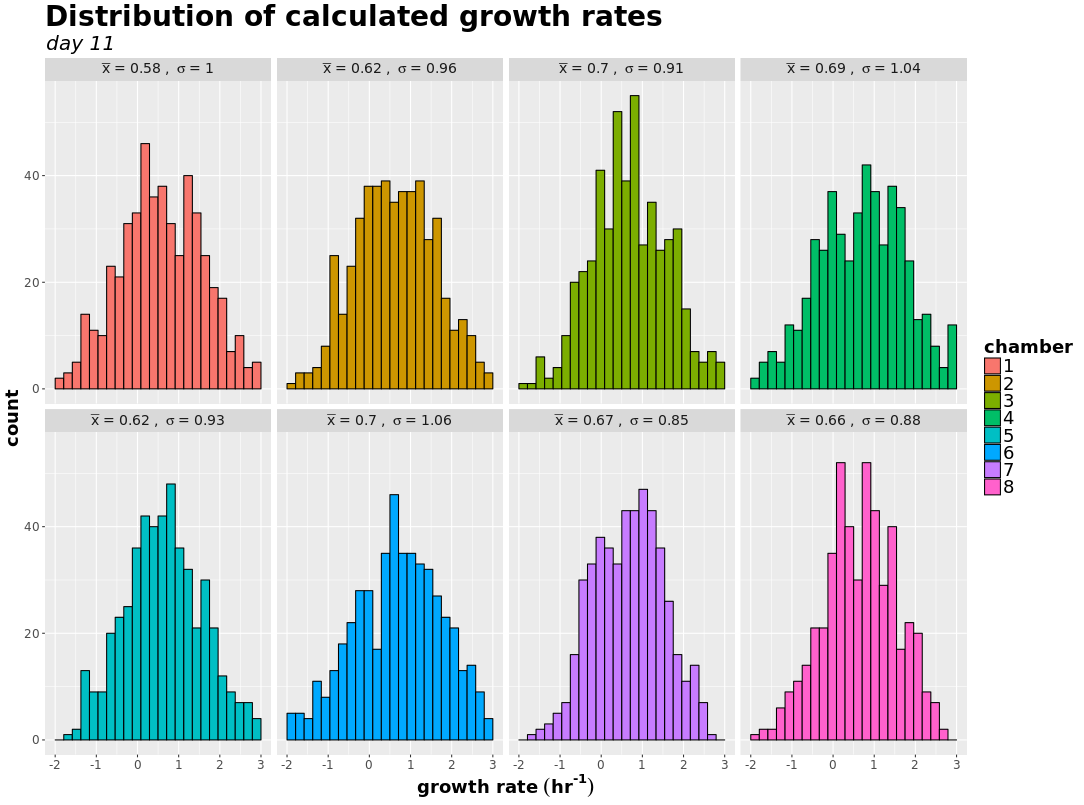 Distribution of calculated growth rates
day 11
x̅ = 0.58 , σ = 1
x̅ = 0.62 , σ = 0.96
x̅ = 0.7 , σ = 0.91
x̅ = 0.69 , σ = 1.04
40
20
0
x̅ = 0.62 , σ = 0.93
x̅ = 0.7 , σ = 1.06
x̅ = 0.67 , σ = 0.85
x̅ = 0.66 , σ = 0.88
40
20
0
-2 -1 0 1 2 3
-2 -1 0 1 2 3
-2 -1 0 1 2 3
-2 -1 0 1 2 3
count
growth rate (hr⁻¹)
chamber
1
2
3
4
5
6
7
8